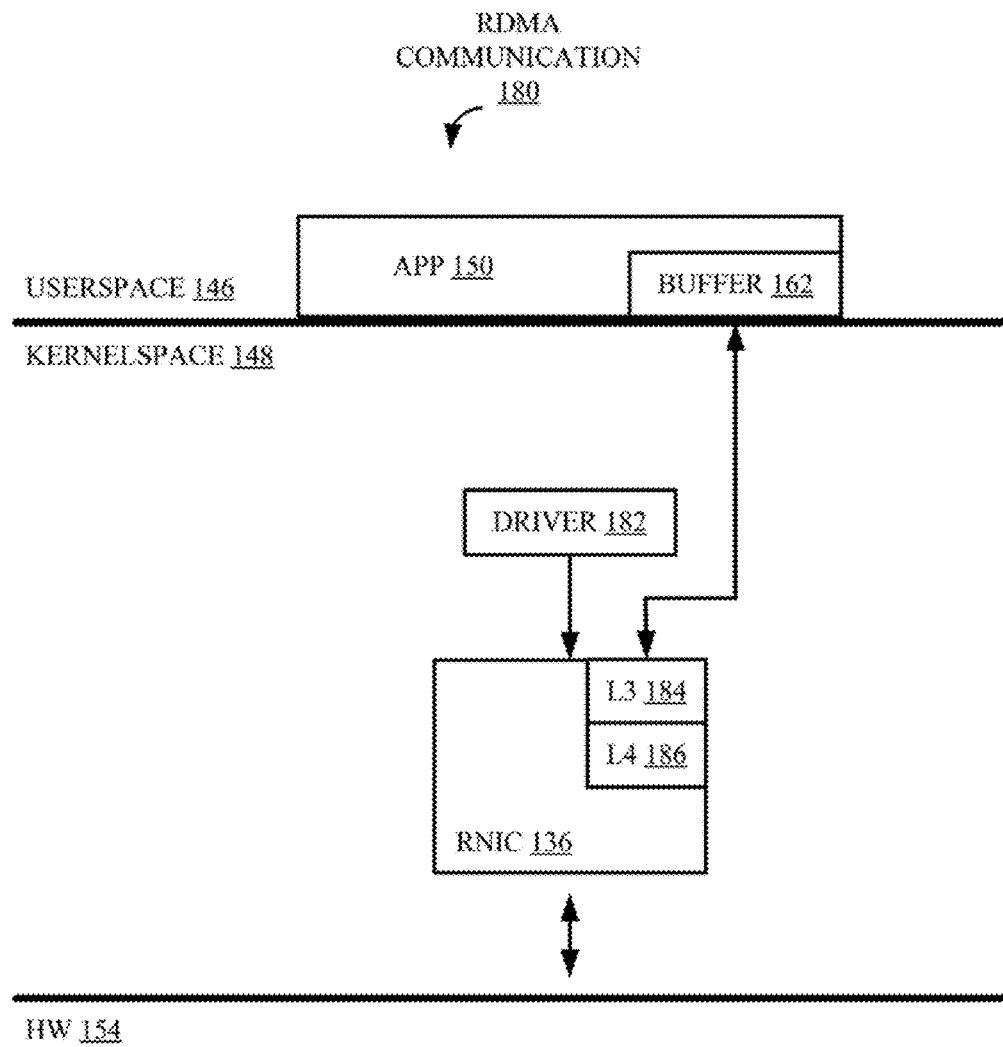 RDMA
COMMUNICATION
180
APP 150
BUFFER 162
USERSPACE 146
KERNELSPACE 148
DRIVER 182
L3 184
L4 186
RNIC 136
HW 154